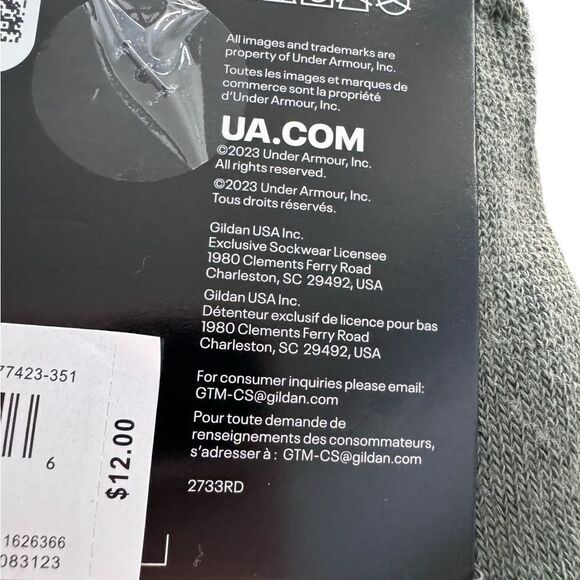 All images and trademarks are
property of Under Armour, Inc.
Toutes les images et marques de
commerce sont la propriété
d'Under Armour, Inc.
UA.COM
©2023 Under Armour, Inc.
All rights reserved.
©2023 Under Armour, Inc.
Tous droits réservés.
Gildan USA Inc.
Exclusive Sockwear Licensee
1980 Clements Ferry Road
Charleston, SC 29492, USA
Gildan USA Inc.
Détenteur exclusif de licence pour bas
1980 Clements Ferry Road
Charleston, SC 29492, USA
For consumer inquiries please email:
GTM-CS@gildan.com
Pour toute demande de
renseignements des consommateurs,
s'adresser à : GTM-CS@gildan.com
2733RD
77423-351
6
$12.00
1626366
083123